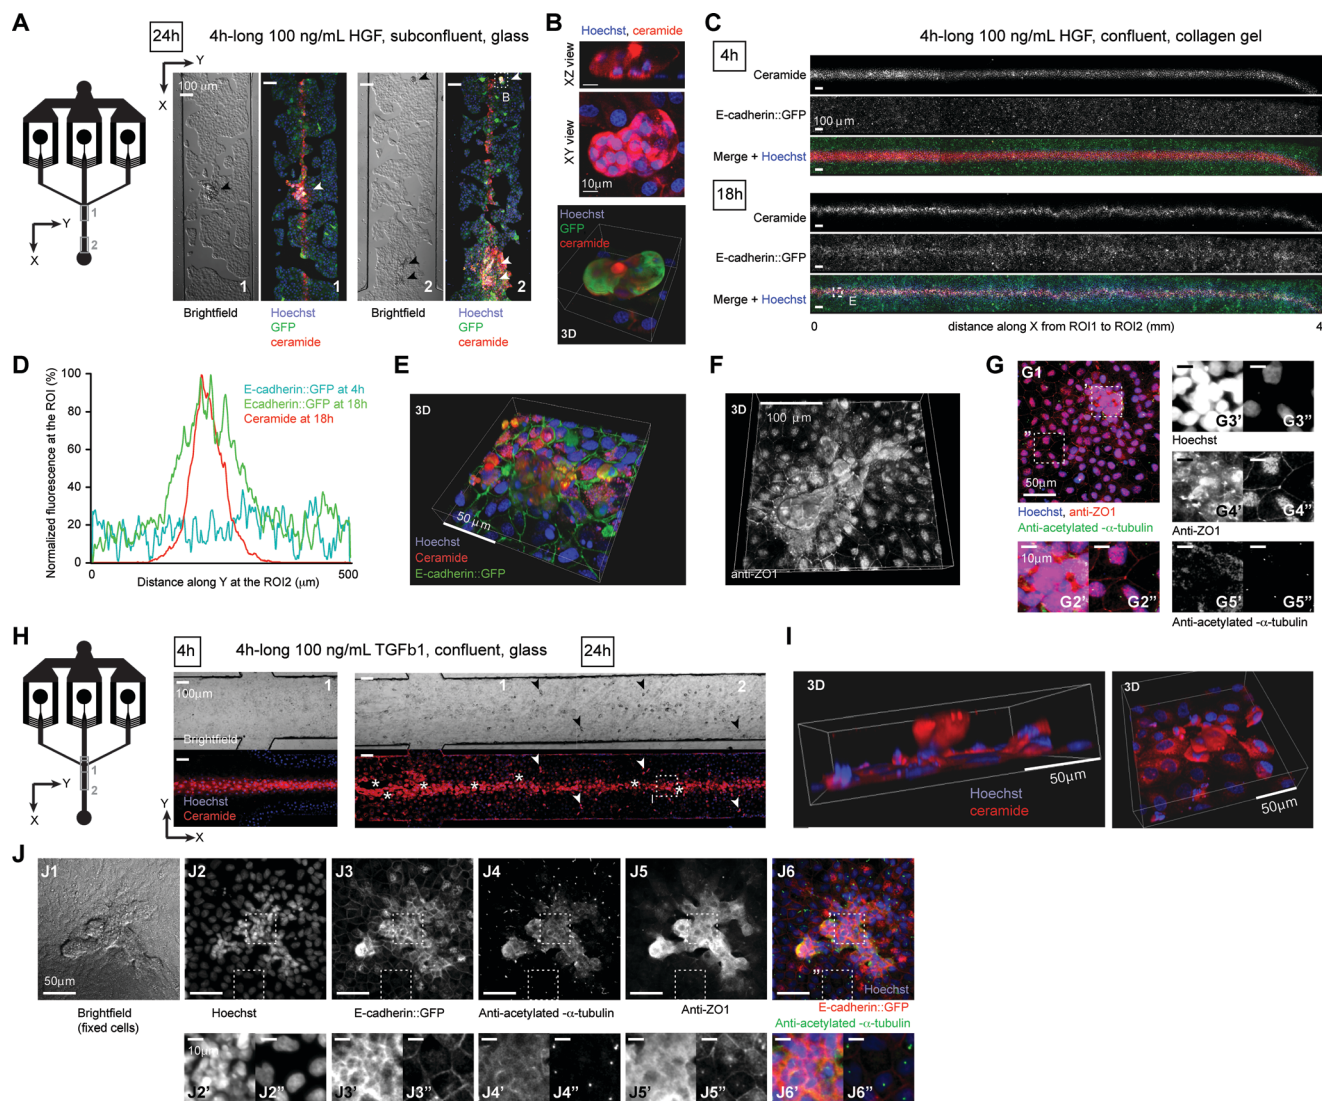 A
24h
4h-long 100 ng/mL HGF, subconfluent, glass
Y
X
100 µm
B
1
1
2
2
Y
X
1
2
Brightfield
Hoechst
GFP
ceramide
Brightfield
Hoechst
GFP
ceramide
B
Hoechst, ceramide
XZ view
XY view
10µm
Hoechst
GFP
ceramide
3D
C
4h-long 100 ng/mL HGF, confluent, collagen gel
4h
Ceramide
E-cadherin::GFP
100 µm
Merge + Hoechst
18h
Ceramide
E-cadherin::GFP
Merge + Hoechst
E
0
distance along X from ROI1 to ROI2 (mm)
4
D
Normalized fluorescence at the ROI (%)
100
80
60
40
20
0
E-cadherin::GFP at 4h
Ecadherin::GFP at 18h
Ceramide at 18h
0
500
Distance along Y at the ROI2 (µm)
E
3D
50 µm
Hoechst
Ceramide
E-cadherin::GFP
F
3D
100 µm
anti-ZO1
G
G1
'
''
50µm
Hoechst, anti-ZO1
Anti-acetylated -α-tubulin
10µm
G2'
G2''
G3'
G3''
Hoechst
G4'
G4''
Anti-ZO1
G5'
G5''
Anti-acetylated -α-tubulin
H
4h
4h-long 100 ng/mL TGFb1, confluent, glass
24h
1
2
Y
X
100µm
1
Brightfield
Hoechst
Ceramide
Y
X
1
2
* * * * * * *
I
I
3D
50µm
Hoechst
ceramide
3D
50µm
J
J1
50µm
Brightfield
(fixed cells)
J2
Hoechst
J3
E-cadherin::GFP
J4
Anti-acetylated -α-tubulin
J5
Anti-ZO1
J6
'
''
Hoechst
E-cadherin::GFP
Anti-acetylated -α-tubulin
10µm
J2'
J2''
J3'
J3''
J4'
J4''
J5'
J5''
J6'
J6''